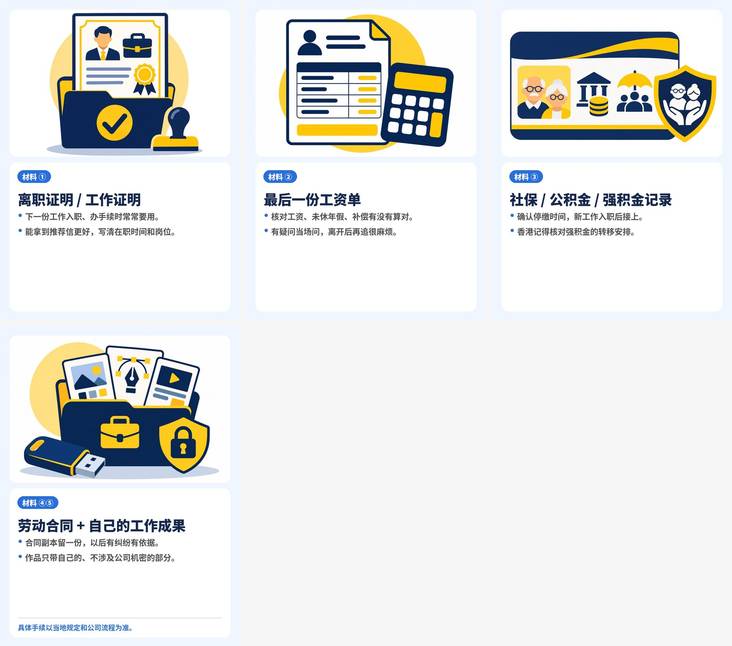 材料 ①
离职证明 / 工作证明
• 下一份工作入职、办手续时常常要用。
• 能拿到推荐信更好，写清在职时间和岗位。
材料 ②
最后一份工资单
• 核对工资、未休年假、补偿有没有算对。
• 有疑问当场问，离开后再追很麻烦。
材料 ③
社保 / 公积金 / 强积金记录
• 确认停缴时间，新工作入职后接上。
• 香港记得核对强积金的转移安排。
材料 ④⑤
劳动合同 + 自己的工作成果
• 合同副本留一份，以后有纠纷有依据。
• 作品只带自己的、不涉及公司机密的部分。
具体手续以当地规定和公司流程为准。